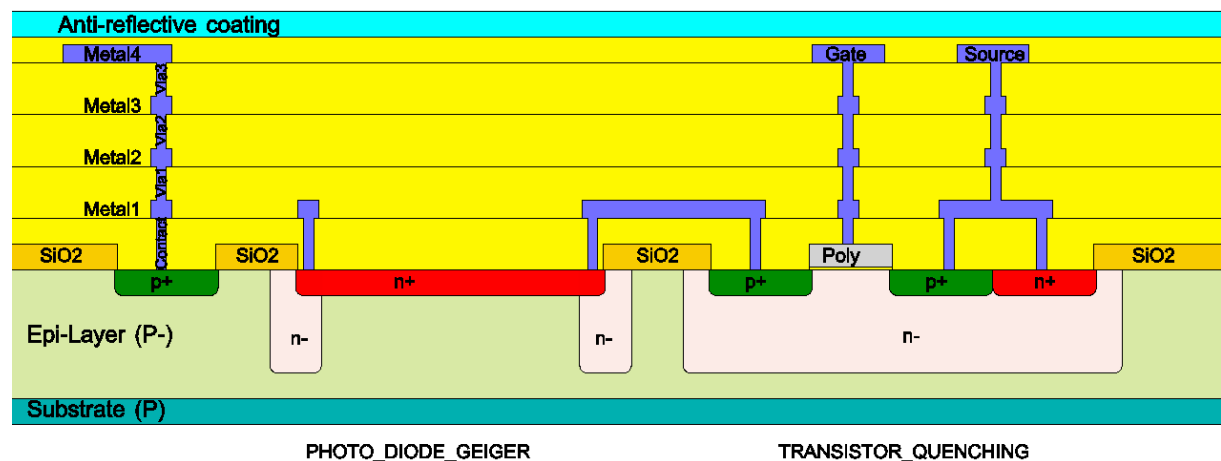 Anti-reflective coating
Metal4 Gate Source
Via3
Metal3
Via2
Metal2
Via1
Metal1
Contact
SiO2 SiO2 SiO2 Poly SiO2
p+ n+ p+ p+ n+
Epi-Layer (P-) n- n- n-
Substrate (P)
PHOTO_DIODE_GEIGER TRANSISTOR_QUENCHING